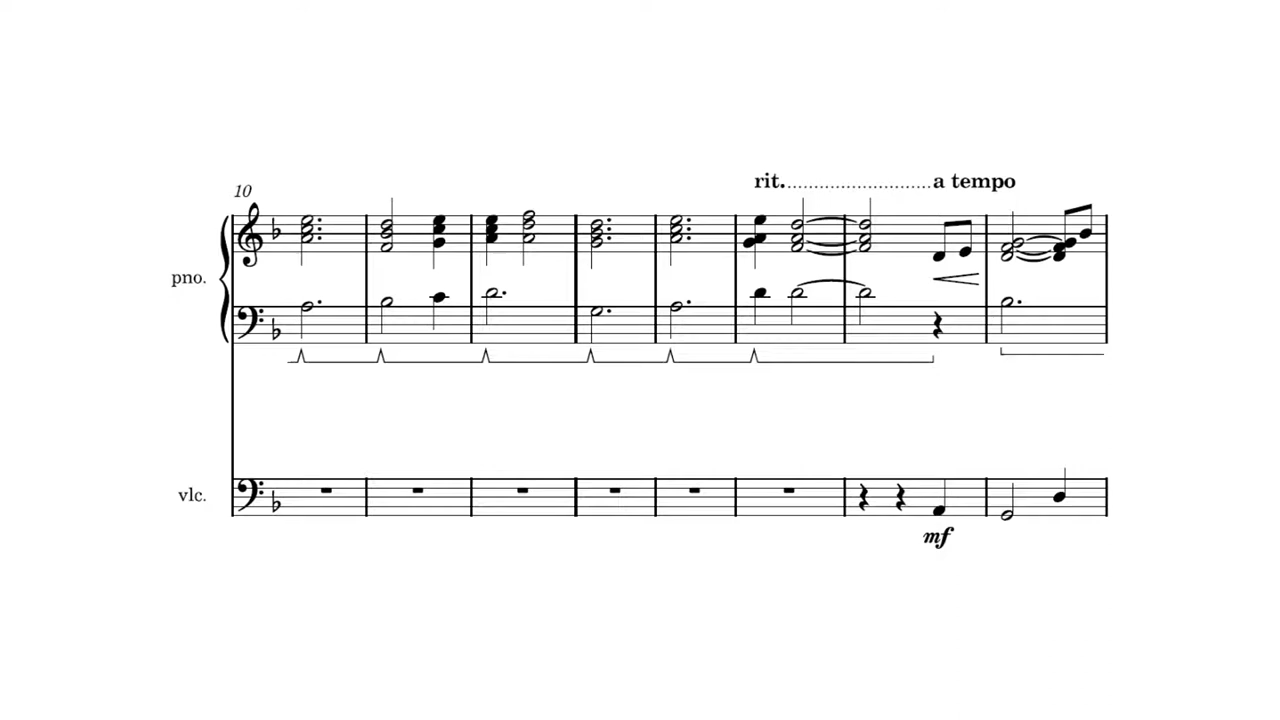 rit. a tempo
10
pno.
vlc.
mf